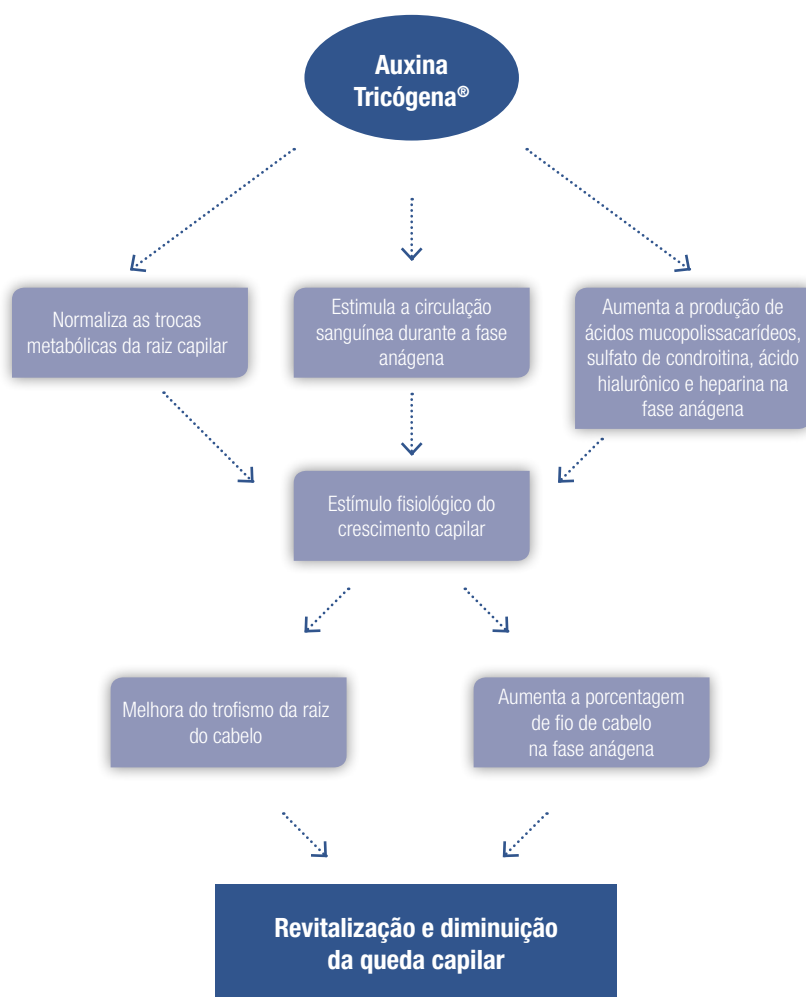 Auxina
Tricógena®
Normaliza as trocas
metabólicas da raiz capilar
Estimula a circulação
sanguínea durante a fase
anágena
Aumenta a produção de
ácidos mucopolissacarídeos,
sulfato de condroitina, ácido
hialurônico e heparina na
fase anágena
Estímulo fisiológico do
crescimento capilar
Melhora do trofismo da raiz
do cabelo
Aumenta a porcentagem
de fio de cabelo
na fase anágena
Revitalização e diminuição
da queda capilar